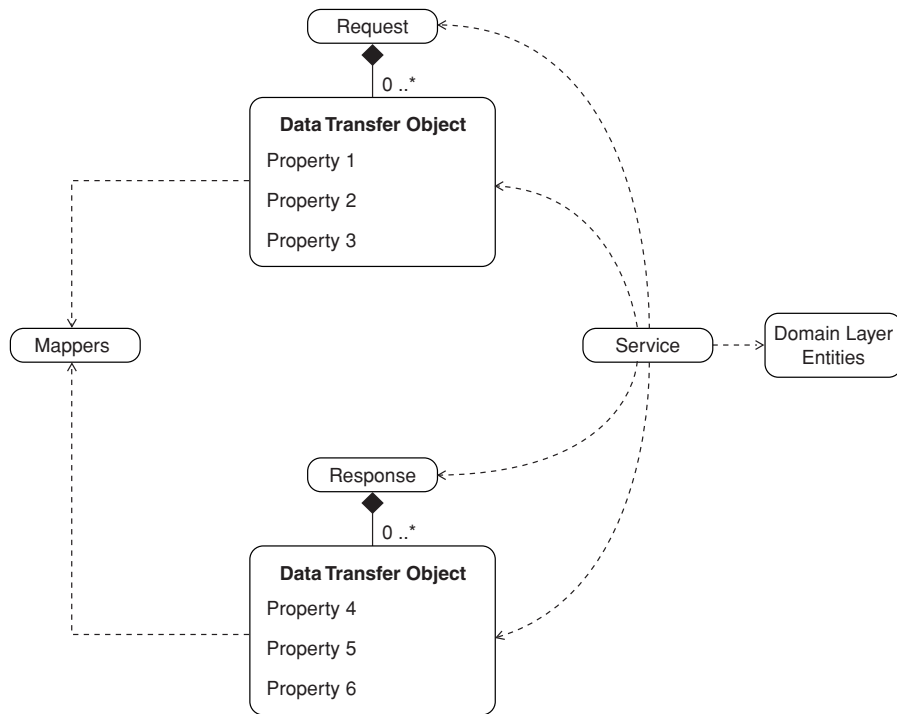 Request
0 ..*
Data Transfer Object
Property 1
Property 2
Property 3
Mappers
Service
Domain Layer
Entities
Response
0 ..*
Data Transfer Object
Property 4
Property 5
Property 6